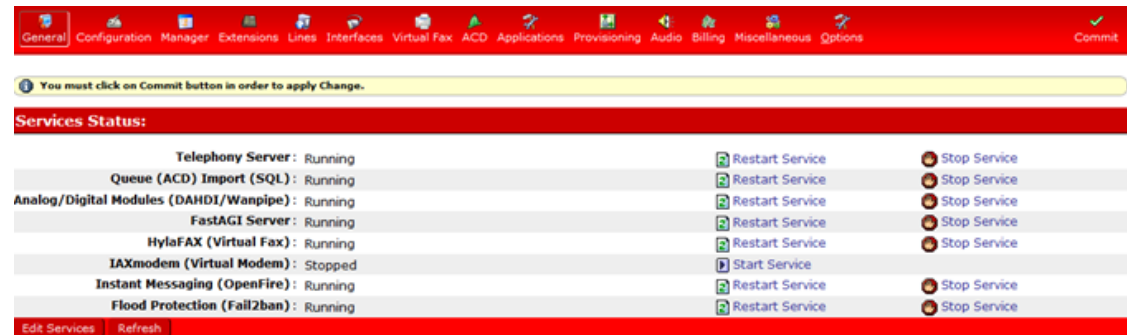 General Configuration Manager Extensions Lines Interfaces Virtual Fax ACD Applications Provisioning Audio Billing Miscellaneous Options Commit
You must click on Commit button in order to apply Change.
Services Status:
Telephony Server: Running Restart Service Stop Service
Queue (ACD) Import (SQL): Running Restart Service Stop Service
Analog/Digital Modules (DAHDI/Wanpipe): Running Restart Service Stop Service
FastAGI Server: Running Restart Service Stop Service
HylaFAX (Virtual Fax): Running Restart Service Stop Service
IAXmodem (Virtual Modem): Stopped Start Service
Instant Messaging (OpenFire): Running Restart Service Stop Service
Flood Protection (Fail2ban): Running Restart Service Stop Service
Edit Services Refresh